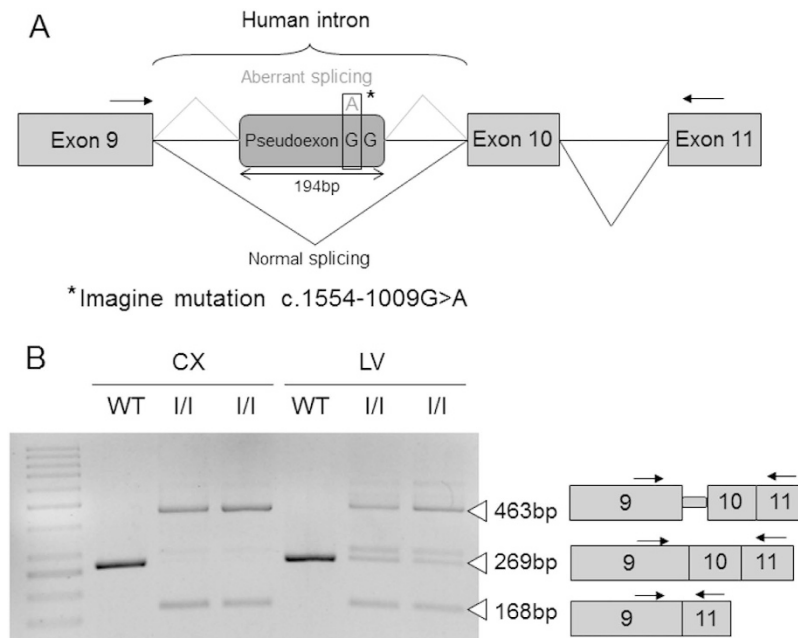 A
Human intron
Aberrant splicing
A *
Exon 9
Pseudoexon G G
Exon 10
Exon 11
194bp
Normal splicing
*Imagine mutation c.1554-1009G>A
B
CX LV
WT I/I I/I WT I/I I/I
463bp
9 10 11
269bp
9 10 11
168bp
9 11